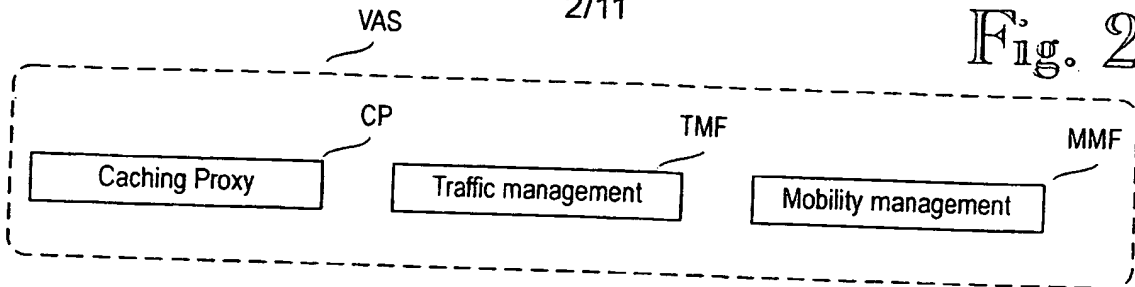 2/11
Fig. 2
VAS
CP
TMF
MMF
Caching Proxy
Traffic management
Mobility management